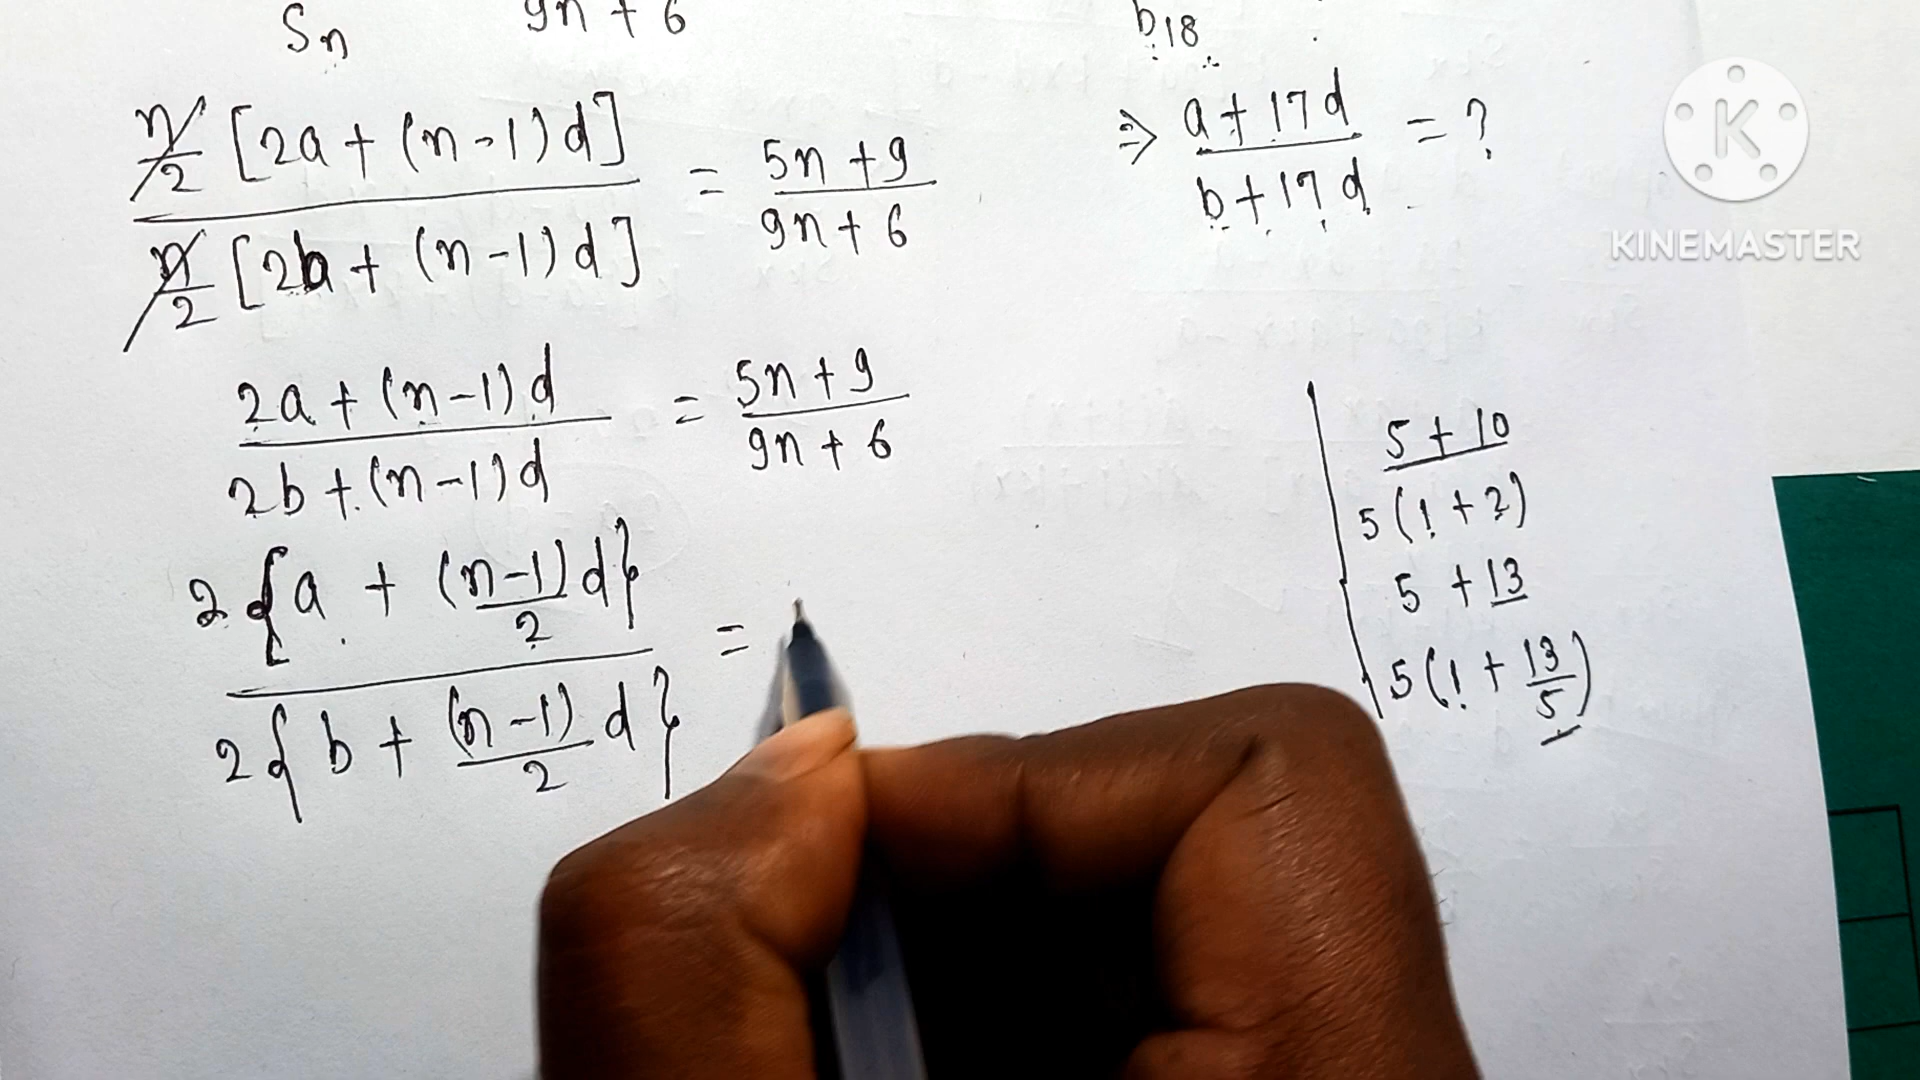 Sn 9n + 6
n/2 [2a + (n-1)d] / n/2 [2b + (n-1)d] = 5n + 9 / 9n + 6
2a + (n-1)d / 2b + (n-1)d = 5n + 9 / 9n + 6
2{a + (n-1)/2 d} / 2{b + (n-1)/2 d} =
b18
⇒ a + 17d / b + 17d = ?
5 + 10
5(1 + 2)
5 + 13
5(1 + 13/5)
K
KINEMASTER